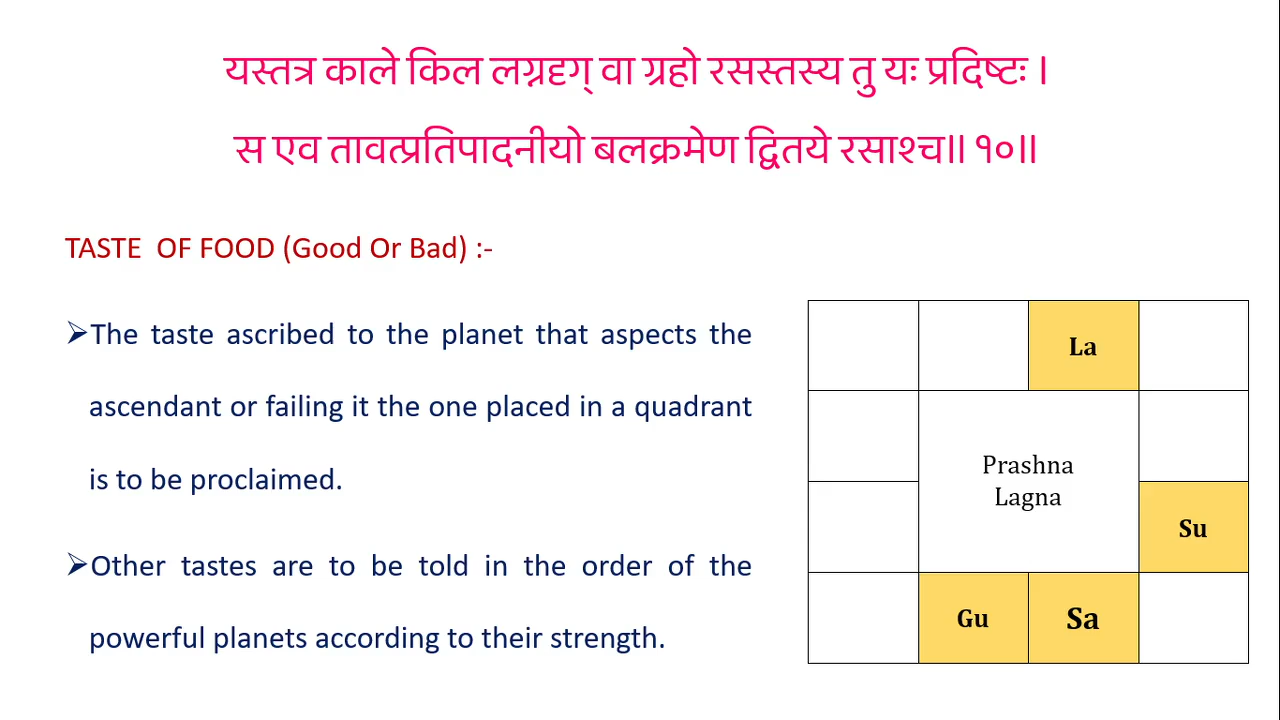 यस्तत्र काले किल लग्नदृग् वा ग्रहो रसस्तस्य तु यः प्रदिष्टः ।
स एव तावत्प्रतिपादनीयो बलक्रमेण द्वितये रसाश्च॥ १०॥
TASTE OF FOOD (Good Or Bad) :-
➢The taste ascribed to the planet that aspects the
ascendant or failing it the one placed in a quadrant
is to be proclaimed.
➢Other tastes are to be told in the order of the
powerful planets according to their strength.
La
Prashna
Lagna
Su
Gu Sa